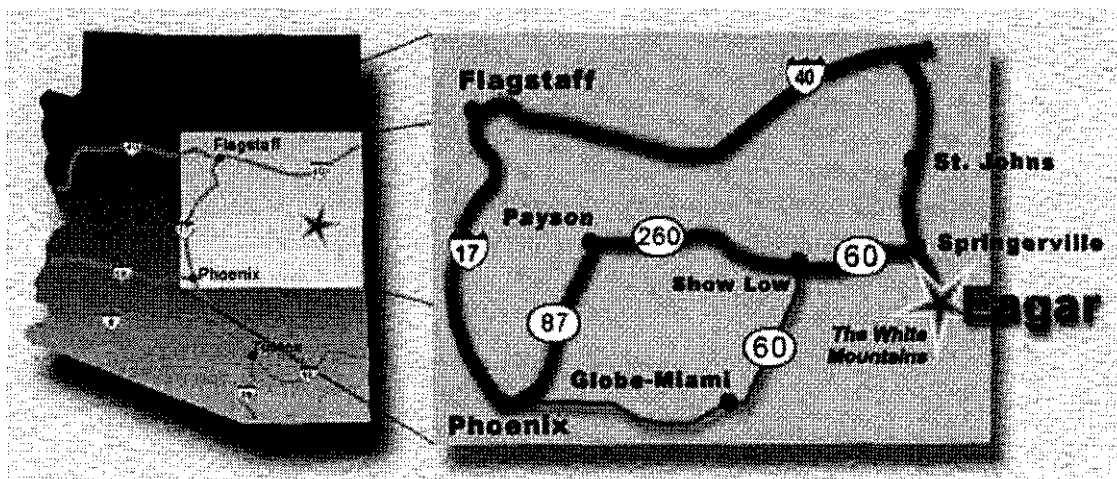 Flagstaff
Phoenix
40
Flagstaff
St. Johns
Payson
260
17
60
Springerville
Show Low
Eagar
87
The White
Mountains
60
Globe-Miami
Phoenix